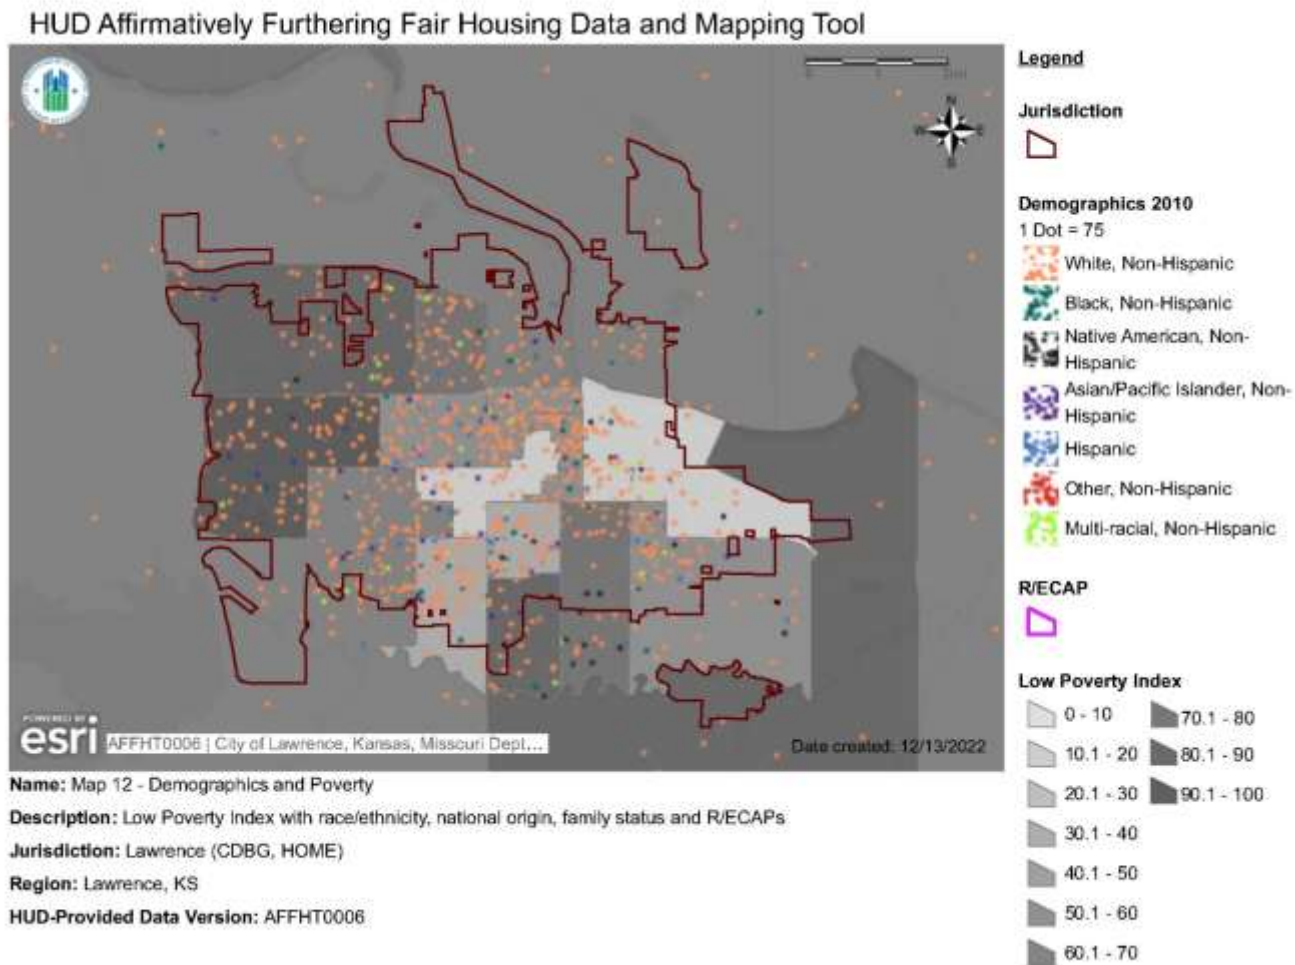 HUD Affirmatively Furthering Fair Housing Data and Mapping Tool
Legend
Jurisdiction
Demographics 2010
1 Dot = 75
White, Non-Hispanic
Black, Non-Hispanic
Native American, Non-
Hispanic
Asian/Pacific Islander, Non-
Hispanic
Hispanic
Other, Non-Hispanic
Multi-racial, Non-Hispanic
R/ECAP
Low Poverty Index
0 - 10
10.1 - 20
20.1 - 30
30.1 - 40
40.1 - 50
50.1 - 60
60.1 - 70
70.1 - 80
80.1 - 90
90.1 - 100
N
W
E
S
POWERED BY
esri
AFFHT0006 | City of Lawrence, Kansas, Missouri Dept...
Date created: 12/13/2022
Name: Map 12 - Demographics and Poverty
Description: Low Poverty Index with race/ethnicity, national origin, family status and R/ECAPs
Jurisdiction: Lawrence (CDBG, HOME)
Region: Lawrence, KS
HUD-Provided Data Version: AFFHT0006